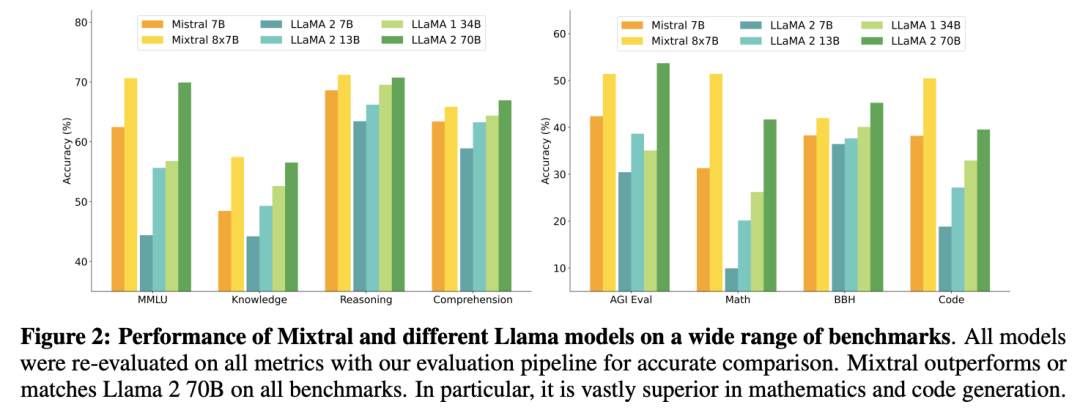 Mistral 7B
Mixtral 8x7B
LLaMA 2 7B
LLaMA 2 13B
LLaMA 1 34B
LLaMA 2 70B
80
70
60
50
40
Accuracy (%)
MMLU
Knowledge
Reasoning
Comprehension
Mistral 7B
Mixtral 8x7B
LLaMA 2 7B
LLaMA 2 13B
LLaMA 1 34B
LLaMA 2 70B
60
50
40
30
20
10
Accuracy (%)
AGI Eval
Math
BBH
Code
Figure 2: Performance of Mixtral and different Llama models on a wide range of benchmarks. All models
were re-evaluated on all metrics with our evaluation pipeline for accurate comparison. Mixtral outperforms or
matches Llama 2 70B on all benchmarks. In particular, it is vastly superior in mathematics and code generation.